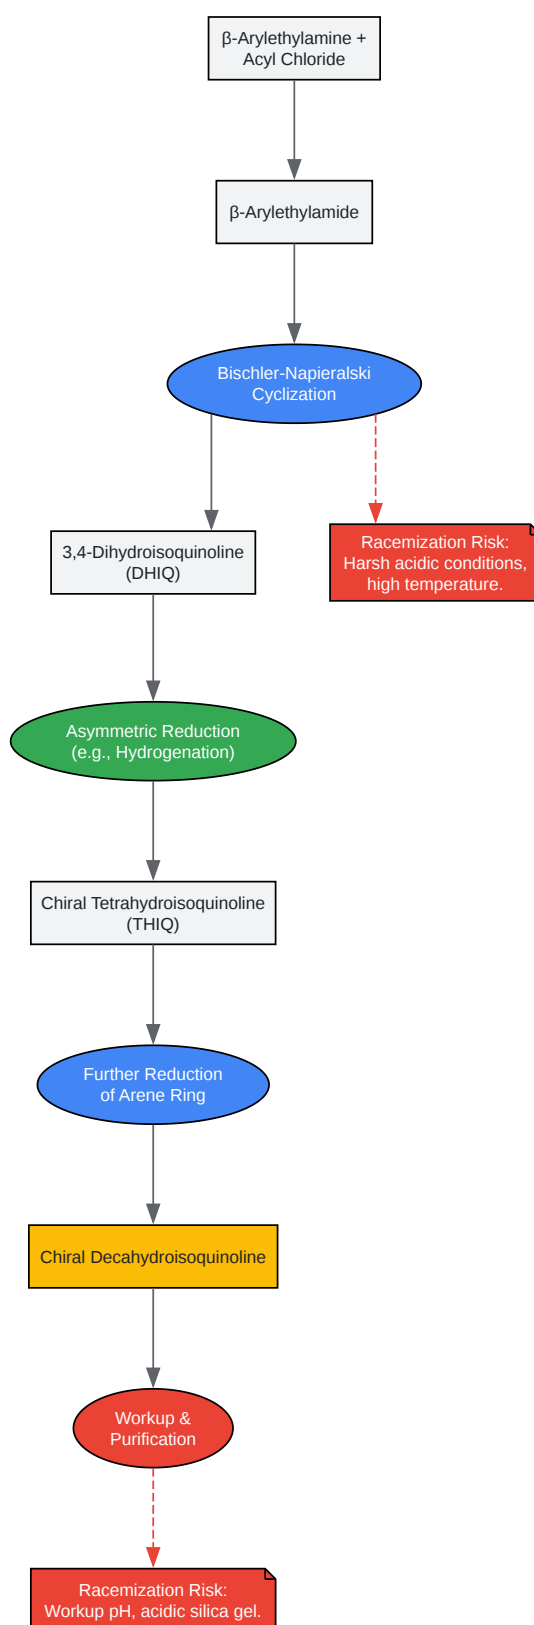 β-Arylethylamine +
Acyl Chloride
β-Arylethylamide
Bischler-Napieralski
Cyclization
3,4-Dihydroisoquinoline
(DHIQ)
Racemization Risk:
Harsh acidic conditions,
high temperature.
Asymmetric Reduction
(e.g., Hydrogenation)
Chiral Tetrahydroisoquinoline
(THIQ)
Further Reduction
of Arene Ring
Chiral Decahydroisoquinoline
Workup &
Purification
Racemization Risk:
Workup pH, acidic silica gel.